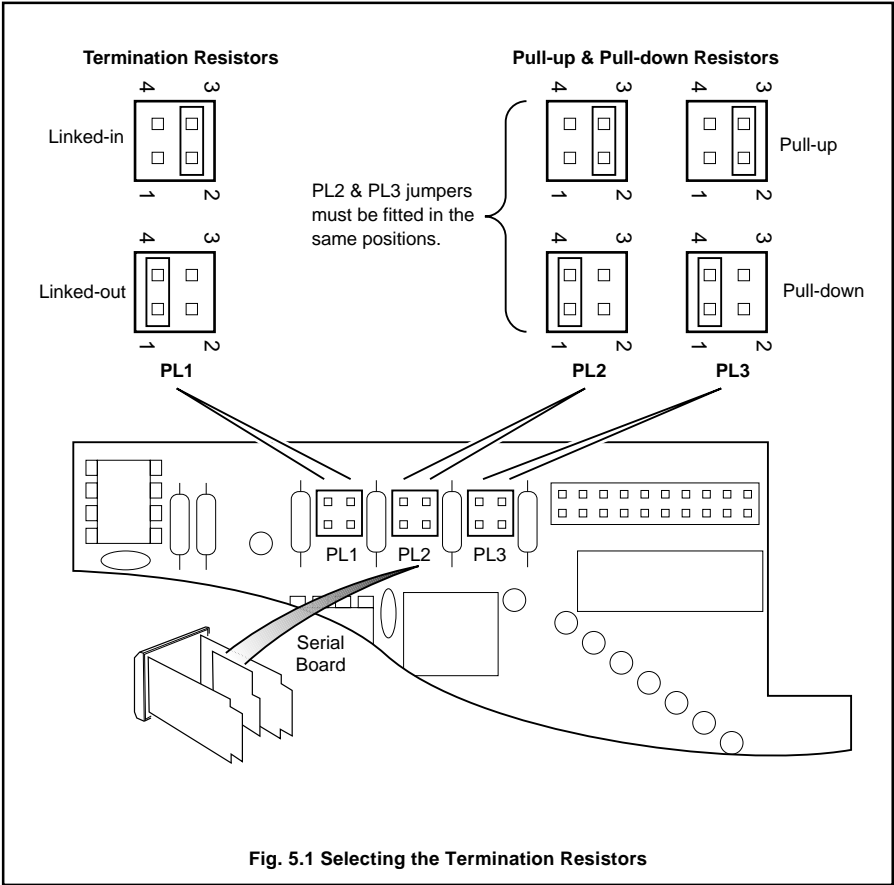 Termination Resistors
Pull-up & Pull-down Resistors
4 3
4 3
4 3
Linked-in
Pull-up
1 2
1 2
1 2
PL2 & PL3 jumpers
must be fitted in the
same positions.
4 3
4 3
4 3
Linked-out
Pull-down
1 2
1 2
1 2
PL1
PL2
PL3
PL1
PL2
PL3
Serial
Board
Fig. 5.1 Selecting the Termination Resistors